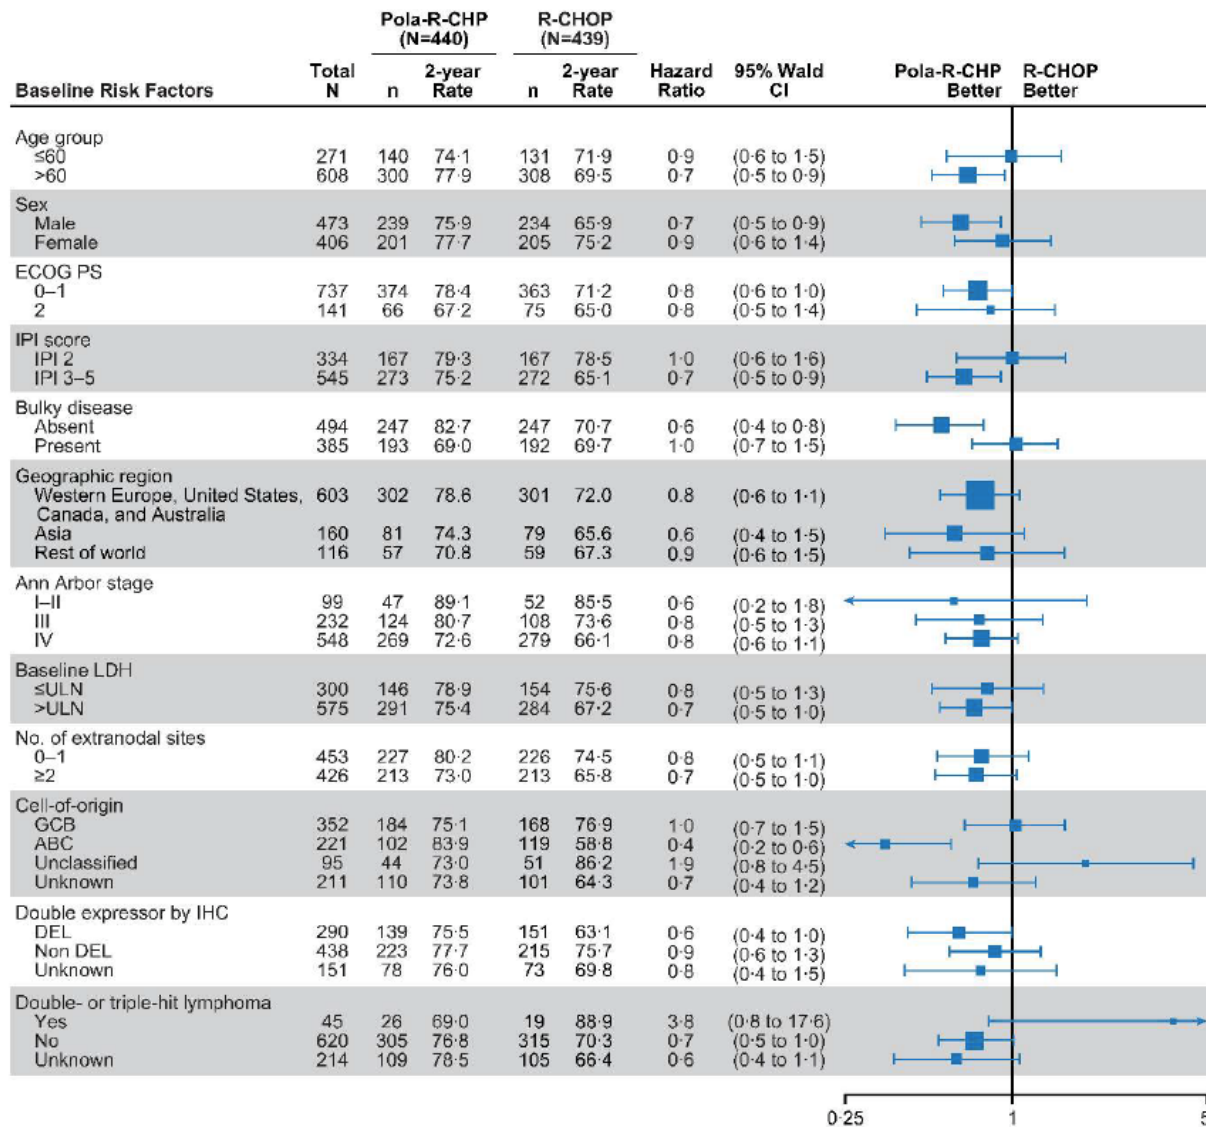 Pola-R-CHP R-CHOP
(N=440) (N=439)
Total 2-year 2-year Hazard 95% Wald Pola-R-CHP R-CHOP
Baseline Risk Factors N n Rate n Rate Ratio CI Better Better
Age group
≤60 271 140 74·1 131 71·9 0·9 (0·6 to 1·5)
>60 608 300 77·9 308 69·5 0·7 (0·5 to 0·9)
Sex
Male 473 239 75·9 234 65·9 0·7 (0·5 to 0·9)
Female 406 201 77·7 205 75·2 0·9 (0·6 to 1·4)
ECOG PS
0–1 737 374 78·4 363 71·2 0·8 (0·6 to 1·0)
2 141 66 67·2 75 65·0 0·8 (0·5 to 1·4)
IPI score
IPI 2 334 167 79·3 167 78·5 1·0 (0·6 to 1·6)
IPI 3–5 545 273 75·2 272 65·1 0·7 (0·5 to 0·9)
Bulky disease
Absent 494 247 82·7 247 70·7 0·6 (0·4 to 0·8)
Present 385 193 69·0 192 69·7 1·0 (0·7 to 1·5)
Geographic region
Western Europe, United States, 603 302 78·6 301 72·0 0·8 (0·6 to 1·1)
Canada, and Australia
Asia 160 81 74·3 79 65·6 0·6 (0·4 to 1·5)
Rest of world 116 57 70·8 59 67·3 0.9 (0·6 to 1·5)
Ann Arbor stage
I–II 99 47 89·1 52 85·5 0·6 (0·2 to 1·8)
III 232 124 80·7 108 73·6 0·8 (0·5 to 1·3)
IV 548 269 72·6 279 66·1 0·8 (0·6 to 1·1)
Baseline LDH
≤ULN 300 146 78·9 154 75·6 0·8 (0·5 to 1·3)
>ULN 575 291 75·4 284 67·2 0·7 (0·5 to 1·0)
No. of extranodal sites
0–1 453 227 80·2 226 74·5 0·8 (0·5 to 1·1)
≥2 426 213 73·0 213 65·8 0·7 (0·5 to 1·0)
Cell-of-origin
GCB 352 184 75·1 168 76·9 1·0 (0·7 to 1·5)
ABC 221 102 83·9 119 58·8 0·4 (0·2 to 0·6)
Unclassified 95 44 73·0 51 86·2 1·9 (0·8 to 4·5)
Unknown 211 110 73·8 101 64·3 0·7 (0·4 to 1·2)
Double expressor by IHC
DEL 290 139 75·5 151 63·1 0·6 (0·4 to 1·0)
Non DEL 438 223 77·7 215 75·7 0·9 (0·6 to 1·3)
Unknown 151 78 76·0 73 69·8 0·8 (0·4 to 1·5)
Double- or triple-hit lymphoma
Yes 45 26 69·0 19 88·9 3·8 (0·8 to 17·6)
No 620 305 76·8 315 70·3 0·7 (0·5 to 1·0)
Unknown 214 109 78·5 105 66·4 0·6 (0·4 to 1·1)
0·25 1 5